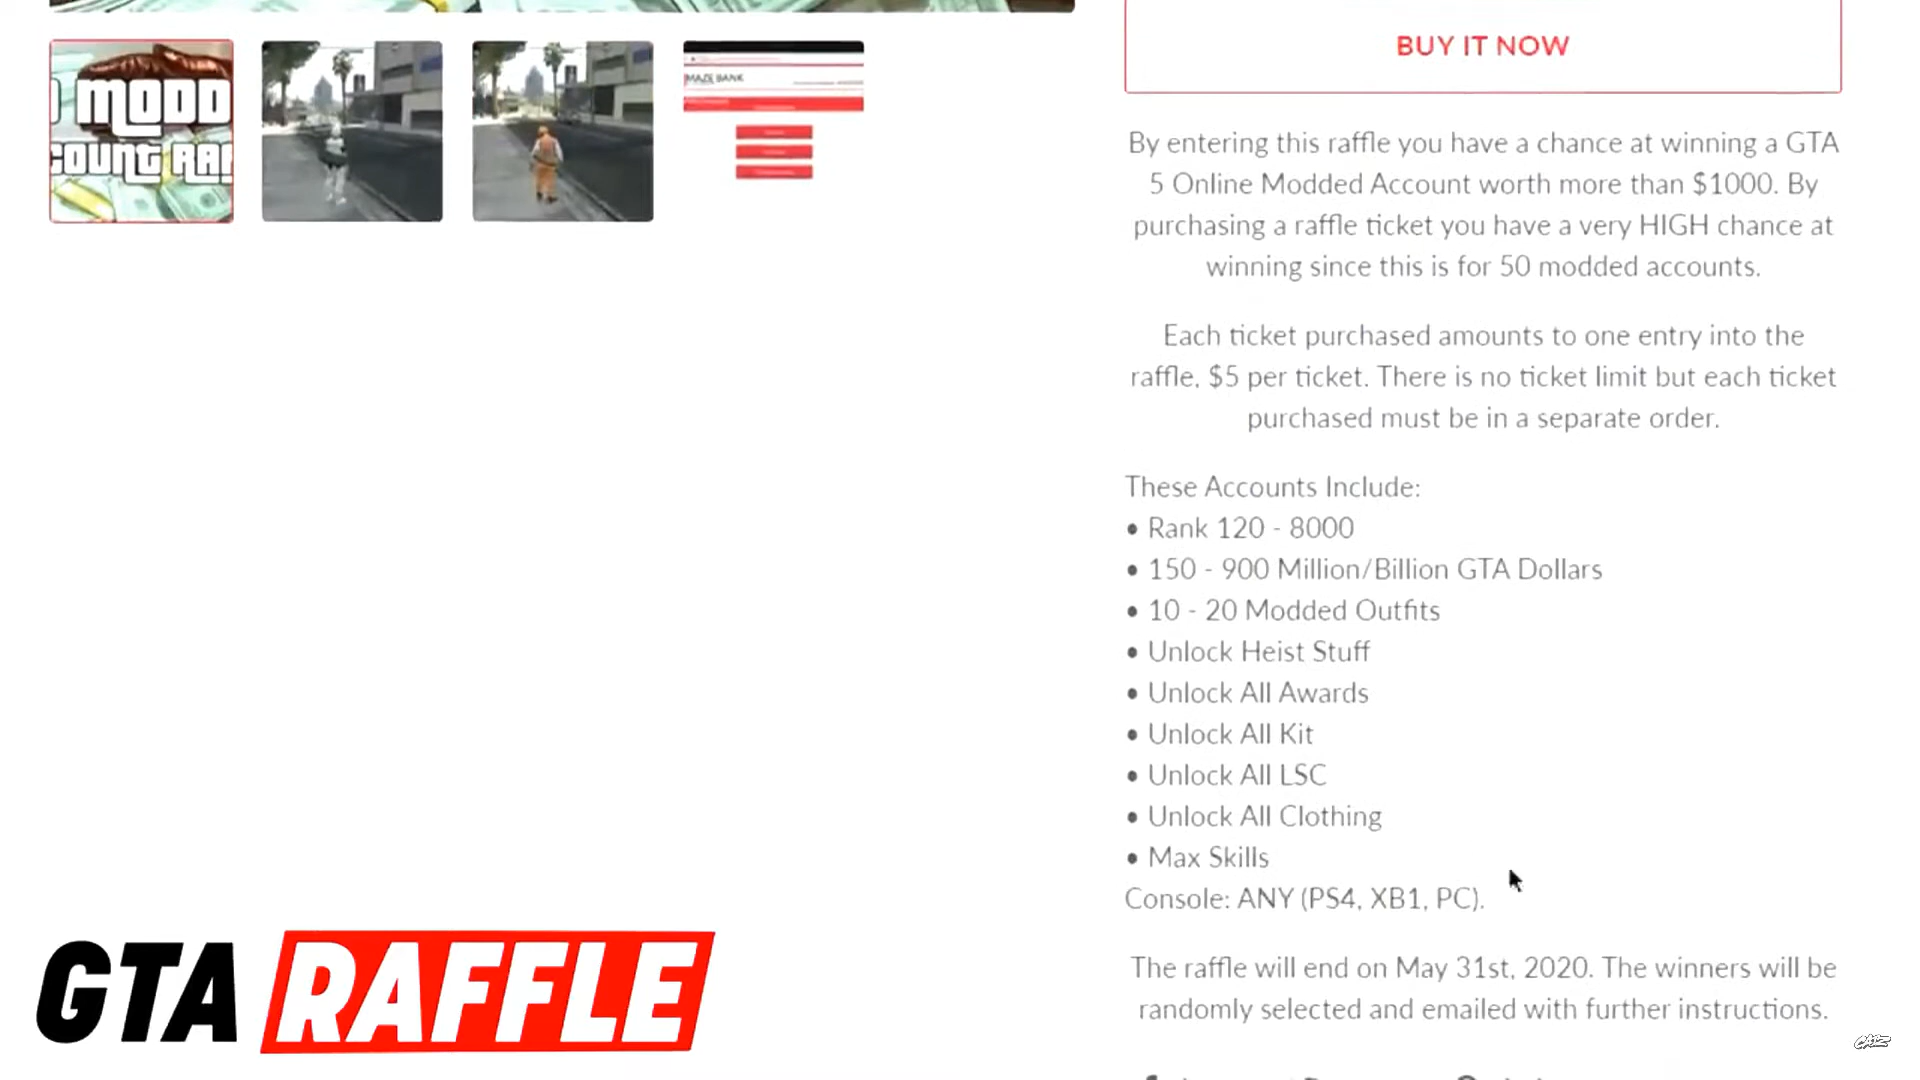 MODD
COUNT RAF
MAZE BANK
BUY IT NOW
By entering this raffle you have a chance at winning a GTA
5 Online Modded Account worth more than $1000. By
purchasing a raffle ticket you have a very HIGH chance at
winning since this is for 50 modded accounts.
Each ticket purchased amounts to one entry into the
raffle, $5 per ticket. There is no ticket limit but each ticket
purchased must be in a separate order.
These Accounts Include:
• Rank 120 - 8000
• 150 - 900 Million/Billion GTA Dollars
• 10 - 20 Modded Outfits
• Unlock Heist Stuff
• Unlock All Awards
• Unlock All Kit
• Unlock All LSC
• Unlock All Clothing
• Max Skills
Console: ANY (PS4, XB1, PC).
The raffle will end on May 31st, 2020. The winners will be
randomly selected and emailed with further instructions.
GTA RAFFLE